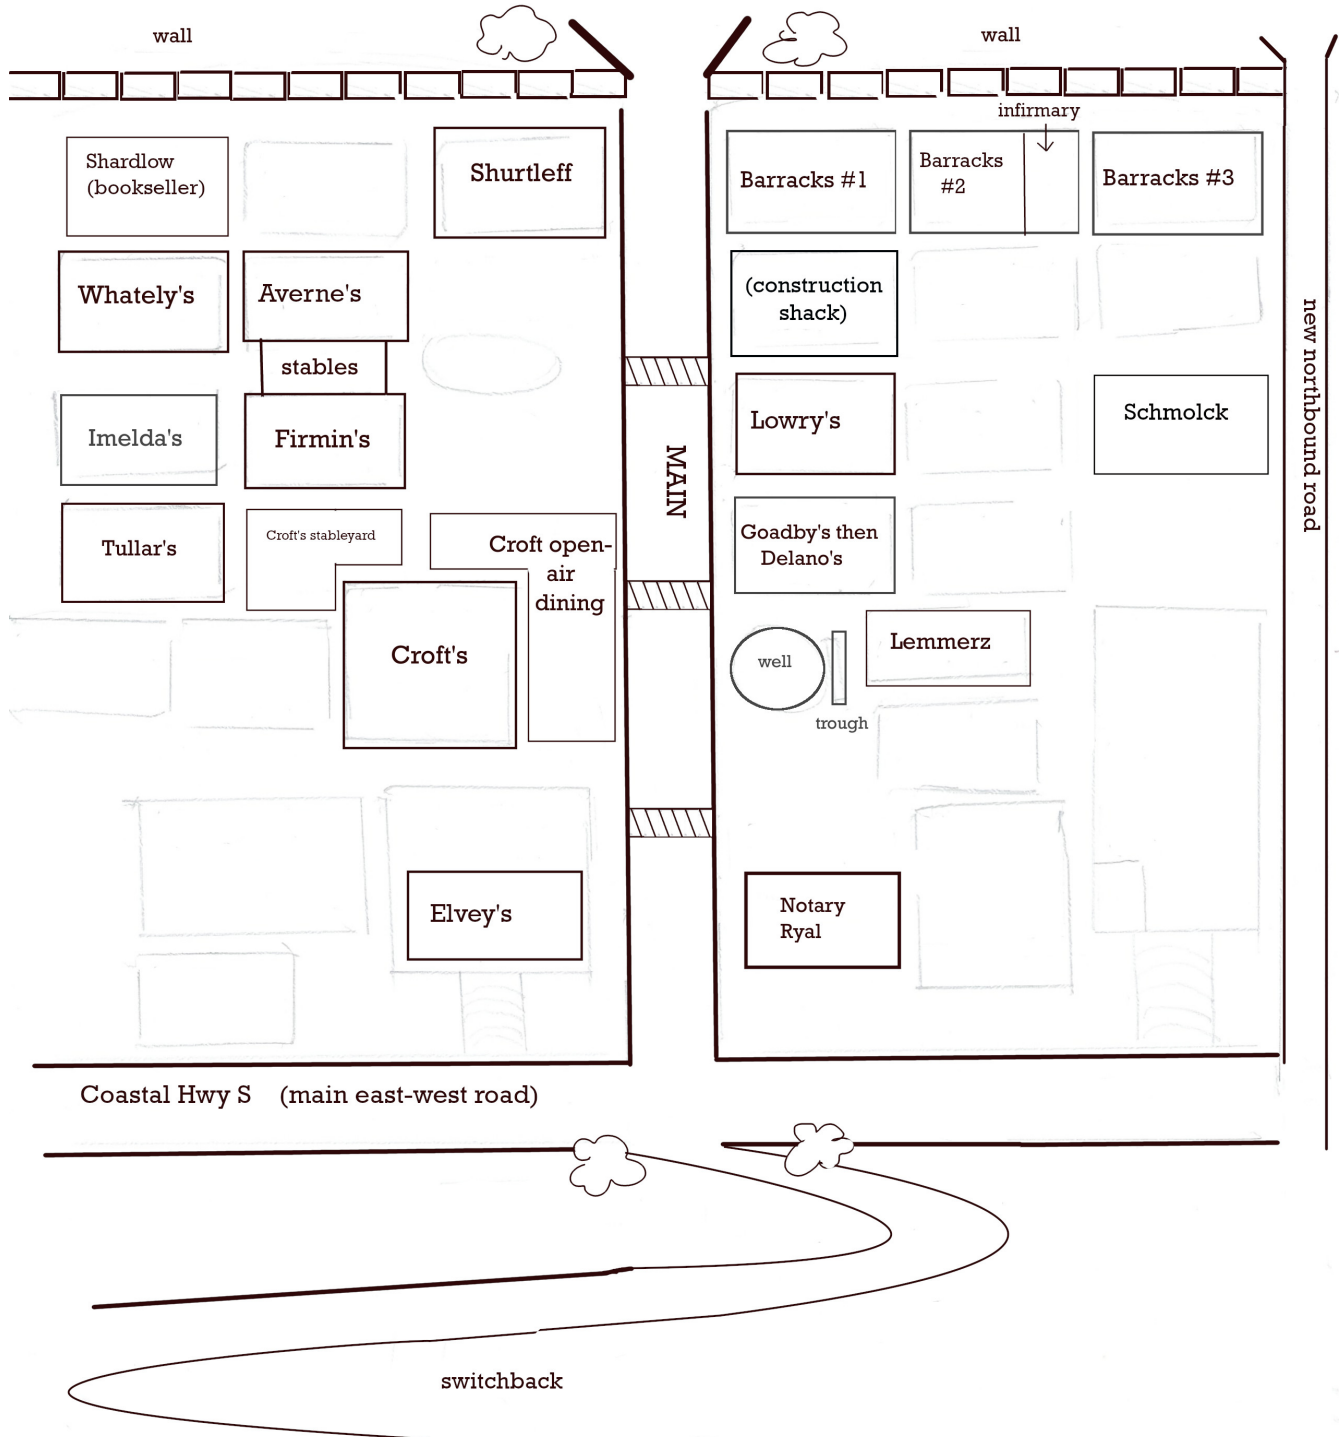 wall
wall
infirmary
Shardlow
(bookseller)
Shurtleff
Barracks #1
Barracks
#2
Barracks #3
Whately's
Averne's
(construction
shack)
stables
Imelda's
Firmin's
MAIN
Lowry's
Schmolck
new northbound road
Tullar's
Croft's stableyard
Croft open-
air
dining
Goadby's then
Delano's
Croft's
well
trough
Lemmerz
Elvey's
Notary
Ryal
Coastal Hwy S (main east-west road)
switchback